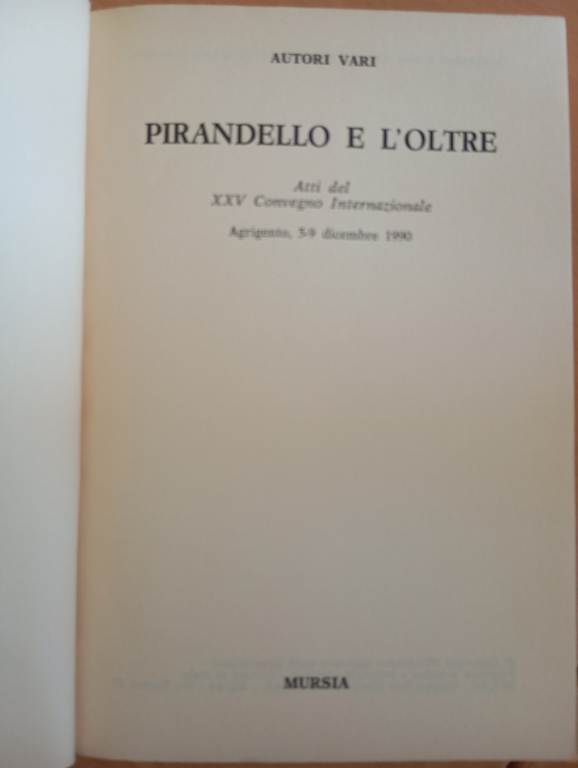 AUTORI VARI
PIRANDELLO E L'OLTRE
Atti del
XXV Convegno Internazionale
Agrigento, 5-9 dicembre 1990
MURSIA